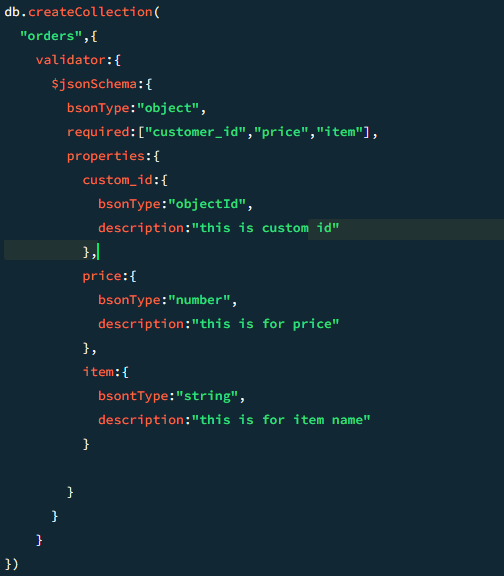 db.createCollection(
"orders",{
validator:{
$jsonSchema:{
bsonType:"object",
required:["customer_id","price","item"],
properties:{
custom_id:{
bsonType:"objectId",
description:"this is custom id"
},
price:{
bsonType:"number",
description:"this is for price"
},
item:{
bsontType:"string",
description:"this is for item name"
}
}
}
}
})